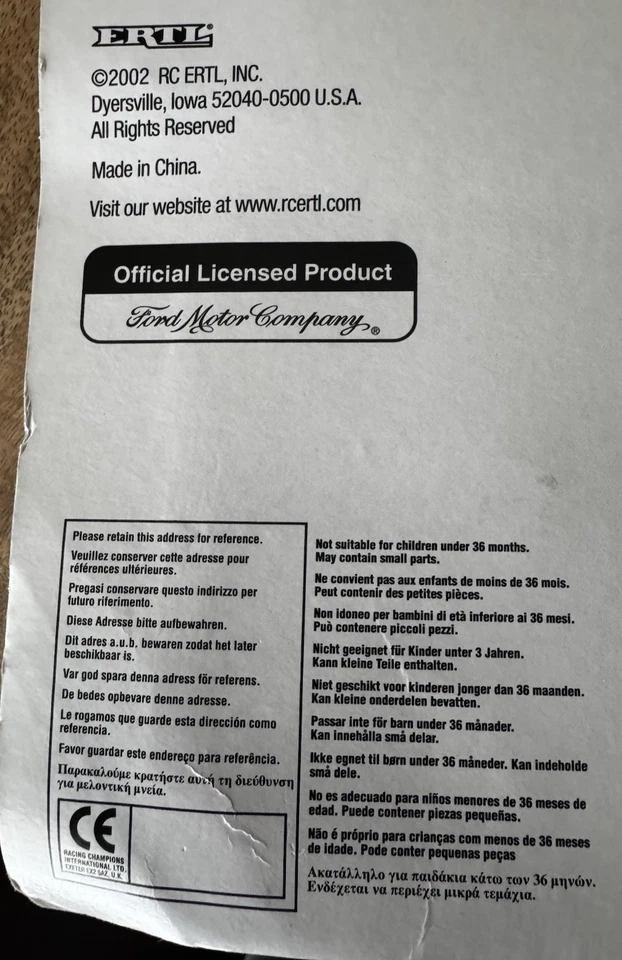 ERTL®
©2002 RC ERTL, INC.
Dyersville, Iowa 52040-0500 U.S.A.
All Rights Reserved
Made in China.
Visit our website at www.rcertl.com
Official Licensed Product
Ford Motor Company®
Please retain this address for reference.
Veuillez conserver cette adresse pour
références ultérieures.
Pregasi conservare questo indirizzo per
futuro riferimento.
Diese Adresse bitte aufbewahren.
Dit adres a.u.b. bewaren zodat het later
beschikbaar is.
Var god spara denna adress för referens.
De bedes opbevare denne adresse.
Le rogamos que guarde esta dirección como
referencia.
Favor guardar este endereço para referência.
Παρακαλούμε κρατήστε αυτή τη διεύθυνση
για μελοντική μνεία.
CE
RACING CHAMPIONS
INTERNATIONAL LTD.
EXETER EX2 8AZ, U.K.
Not suitable for children under 36 months.
May contain small parts.
Ne convient pas aux enfants de moins de 36 mois.
Peut contenir des petites pièces.
Non idoneo per bambini di età inferiore ai 36 mesi.
Può contenere piccoli pezzi.
Nicht geeignet für Kinder unter 3 Jahren.
Kann kleine Teile enthalten.
Niet geschikt voor kinderen jonger dan 36 maanden.
Kan kleine onderdelen bevatten.
Passar inte för barn under 36 månader.
Kan innehålla små delar.
Ikke egnet til børn under 36 måneder. Kan indeholde
små dele.
No es adecuado para niños menores de 36 meses de
edad. Puede contener piezas pequeñas.
Não é próprio para crianças com menos de 36 meses
de idade. Pode conter pequenas peças
Ακατάλληλο για παιδάκια κάτω των 36 μηνών.
Ενδέχεται να περιέχει μικρά τεμάχια.